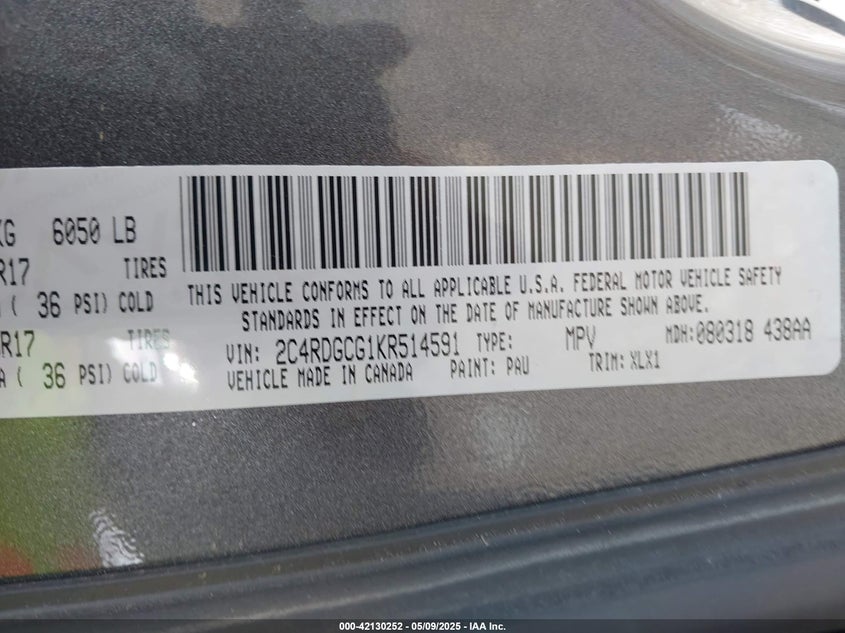 KG 6050 LB
R17 TIRES
( 36 PSI) COLD
R17 TIRES
A ( 36 PSI) COLD
THIS VEHICLE CONFORMS TO ALL APPLICABLE U.S.A. FEDERAL MOTOR VEHICLE SAFETY
STANDARDS IN EFFECT ON THE DATE OF MANUFACTURE SHOWN ABOVE.
VIN: 2C4RDGCG1KR514591 TYPE: MPV MDH:080318 438AA
VEHICLE MADE IN CANADA PAINT: PAU TRIM: XLX1
000-42130252 - 05/09/2025 - IAA Inc.